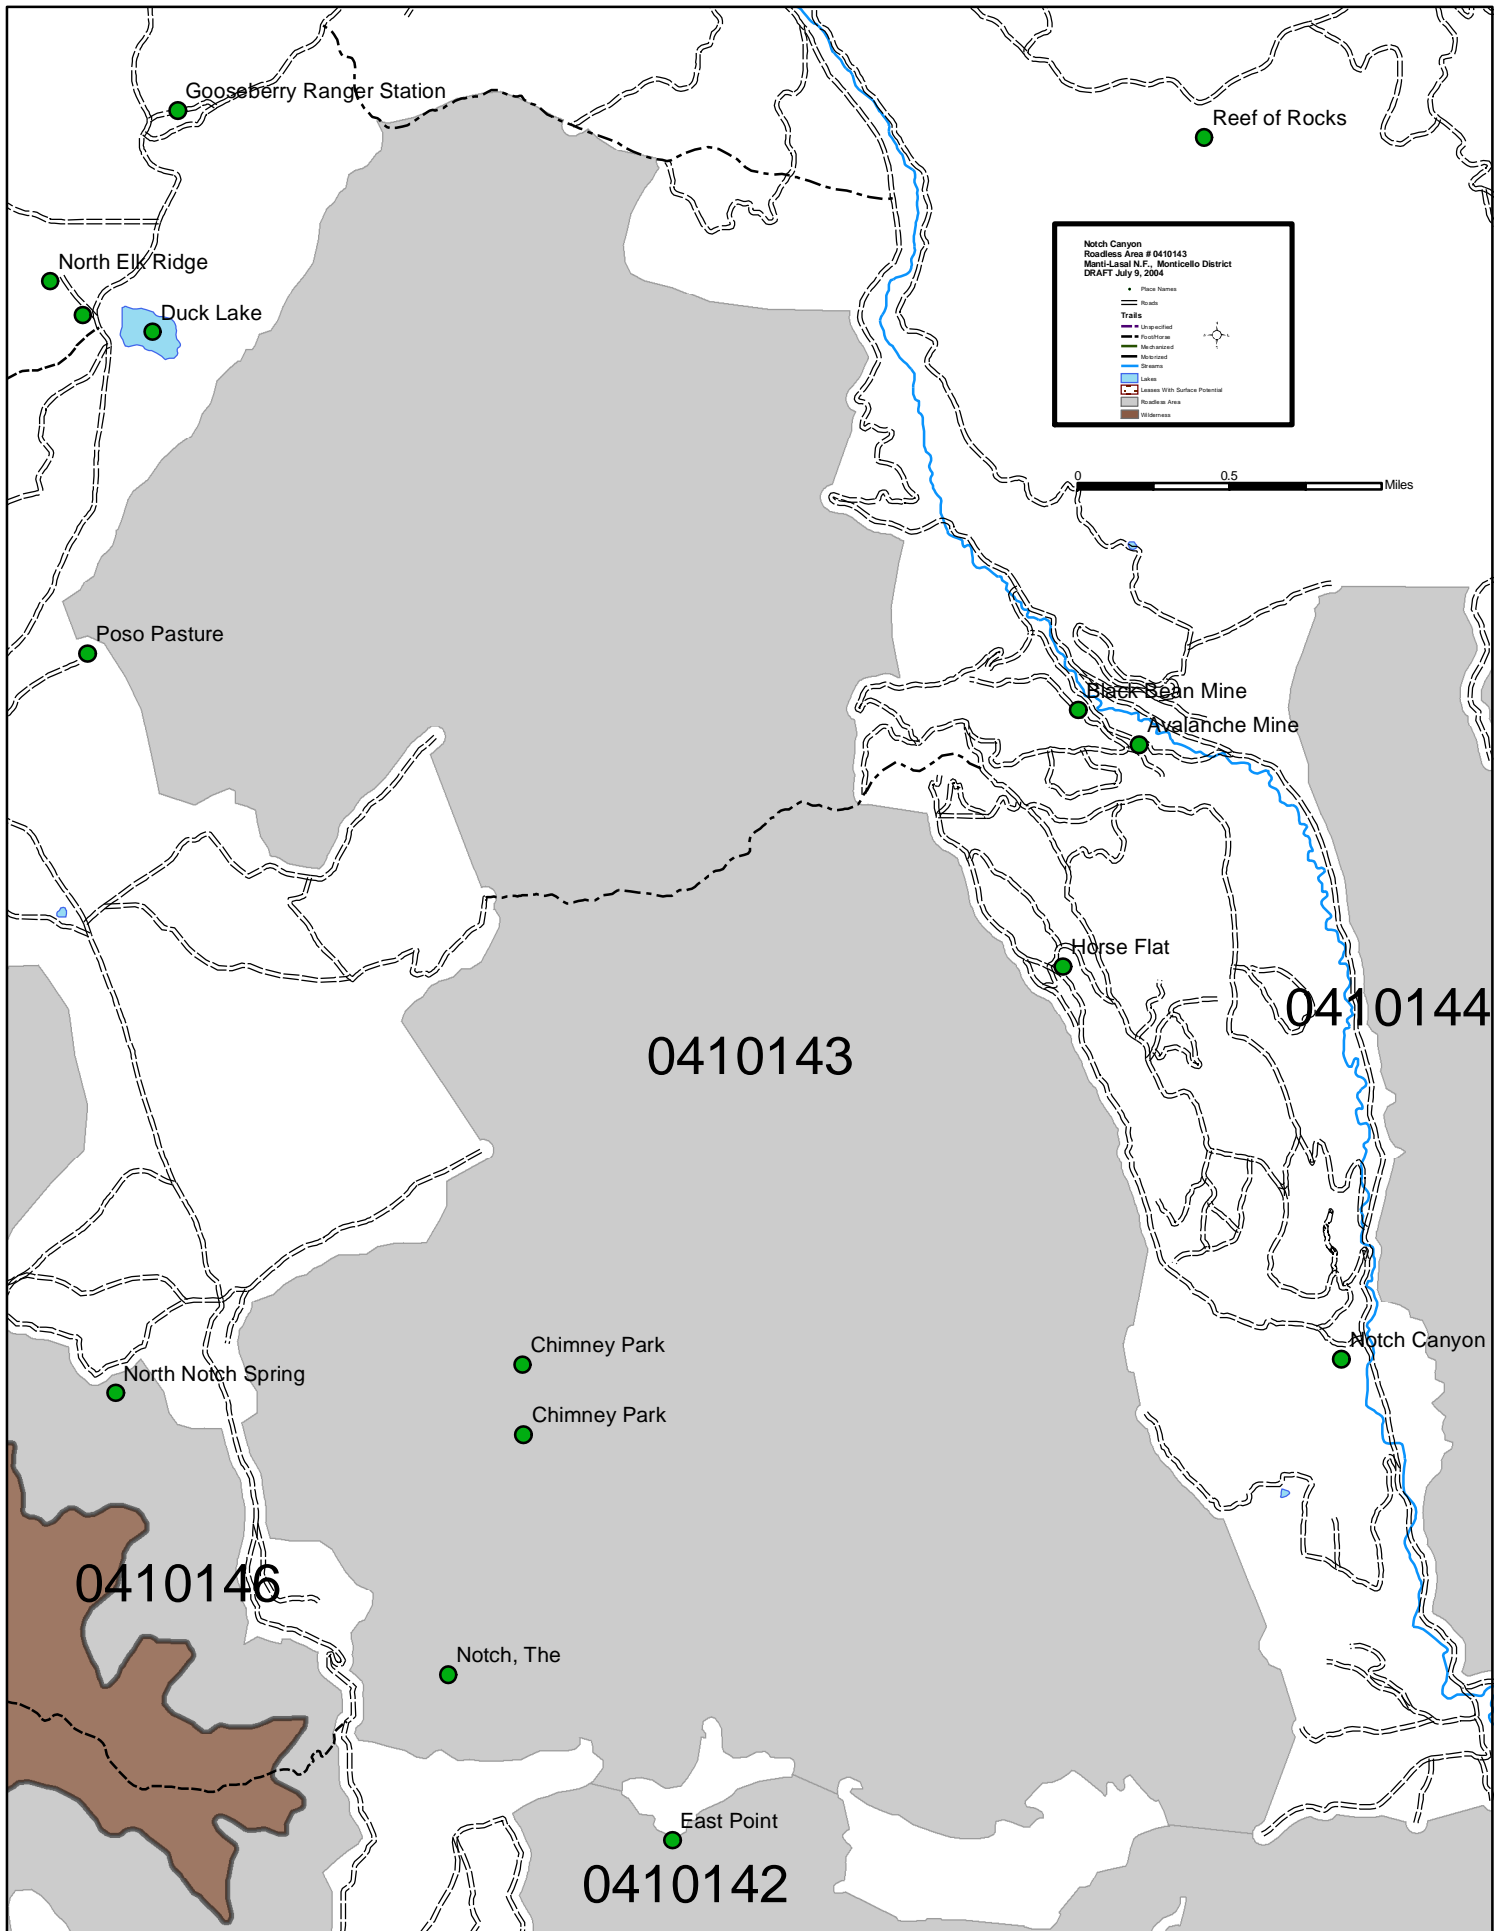 Gooseberry Ranger Station
Reef of Rocks
North Elk Ridge
Duck Lake
Notch Canyon
Roadless Area # 0410143
Manti-Lasal N.F., Monticello District
DRAFT July 9, 2004
Place Names
Roads
Trails
Unspecified
Foot/Horse
Mechanized
Motorized
Streams
Lakes
Leases With Surface Potential
Roadless Area
Wilderness
0 0.5
Miles
Poso Pasture
Black Bean Mine
Avalanche Mine
Horse Flat
0410144
0410143
Chimney Park
Notch Canyon
North Notch Spring
Chimney Park
0410146
Notch, The
East Point
0410142